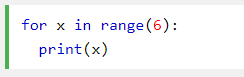 for x in range(6):
  print(x)